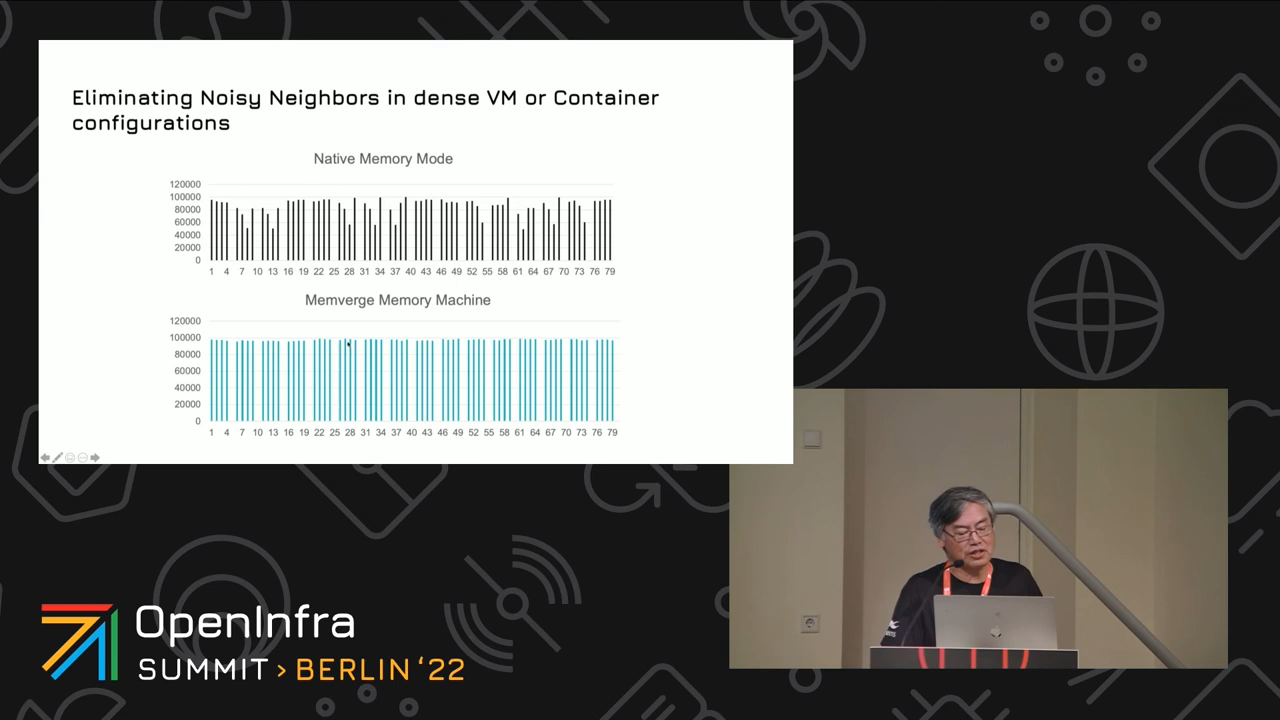 Eliminating Noisy Neighbors in dense VM or Container
configurations
Native Memory Mode
120000
100000
80000
60000
40000
20000
0
1 4 7 10 13 16 19 22 25 28 31 34 37 40 43 46 49 52 55 58 61 64 67 70 73 76 79
Memverge Memory Machine
120000
100000
80000
60000
40000
20000
0
1 4 7 10 13 16 19 22 25 28 31 34 37 40 43 46 49 52 55 58 61 64 67 70 73 76 79
OpenInfra
SUMMIT > BERLIN ‘22